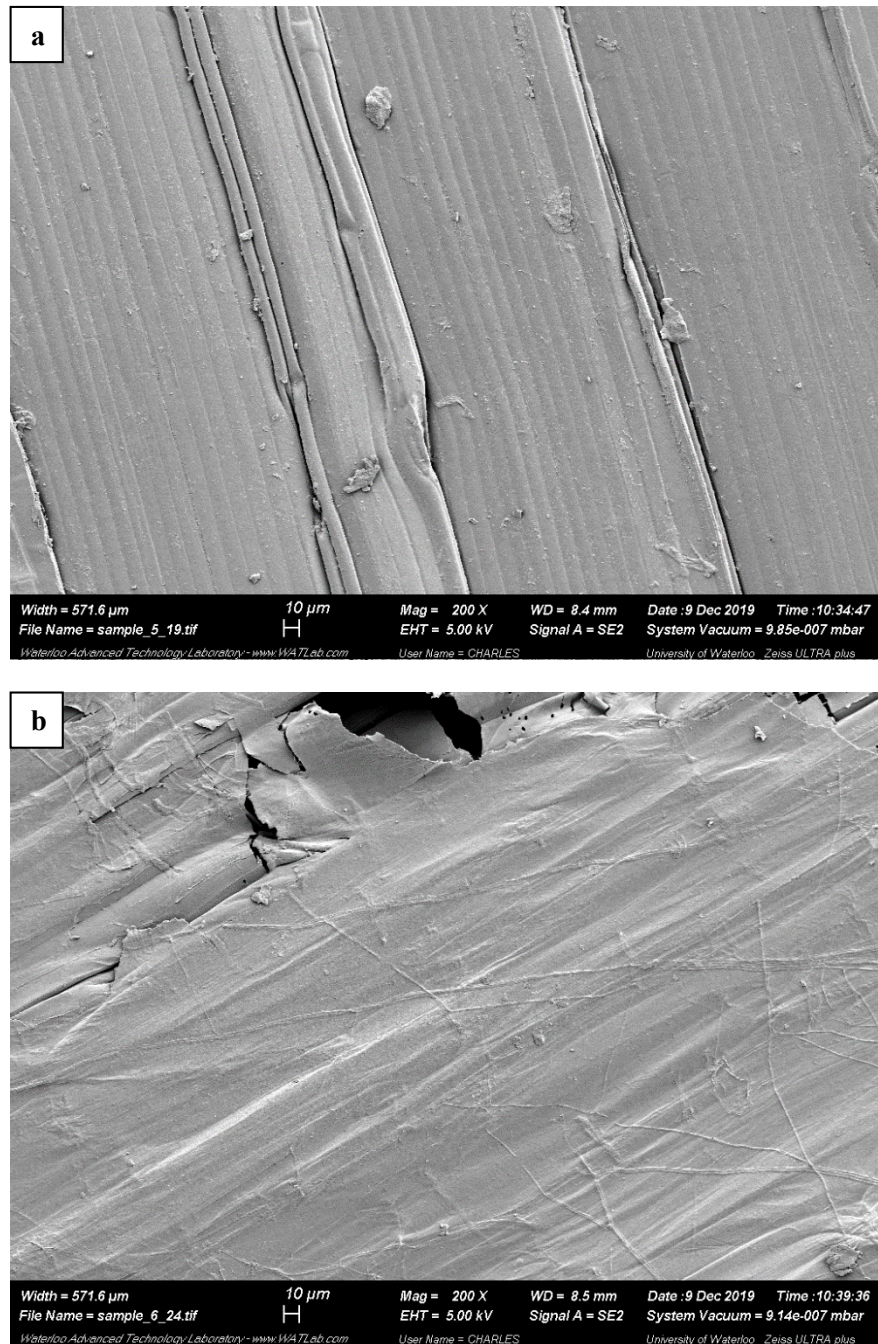 a
Width = 571.6 µm 10 µm Mag = 200 X WD = 8.4 mm Date :9 Dec 2019 Time :10:34:47
File Name = sample_5_19.tif EHT = 5.00 kV Signal A = SE2 System Vacuum = 9.85e-007 mbar
Waterloo Advanced Technology Laboratory - www.WATLab.com User Name = CHARLES University of Waterloo Zeiss ULTRA plus
b
Width = 571.6 µm 10 µm Mag = 200 X WD = 8.5 mm Date :9 Dec 2019 Time :10:39:36
File Name = sample_6_24.tif EHT = 5.00 kV Signal A = SE2 System Vacuum = 9.14e-007 mbar
Waterloo Advanced Technology Laboratory - www.WATLab.com User Name = CHARLES University of Waterloo Zeiss ULTRA plus